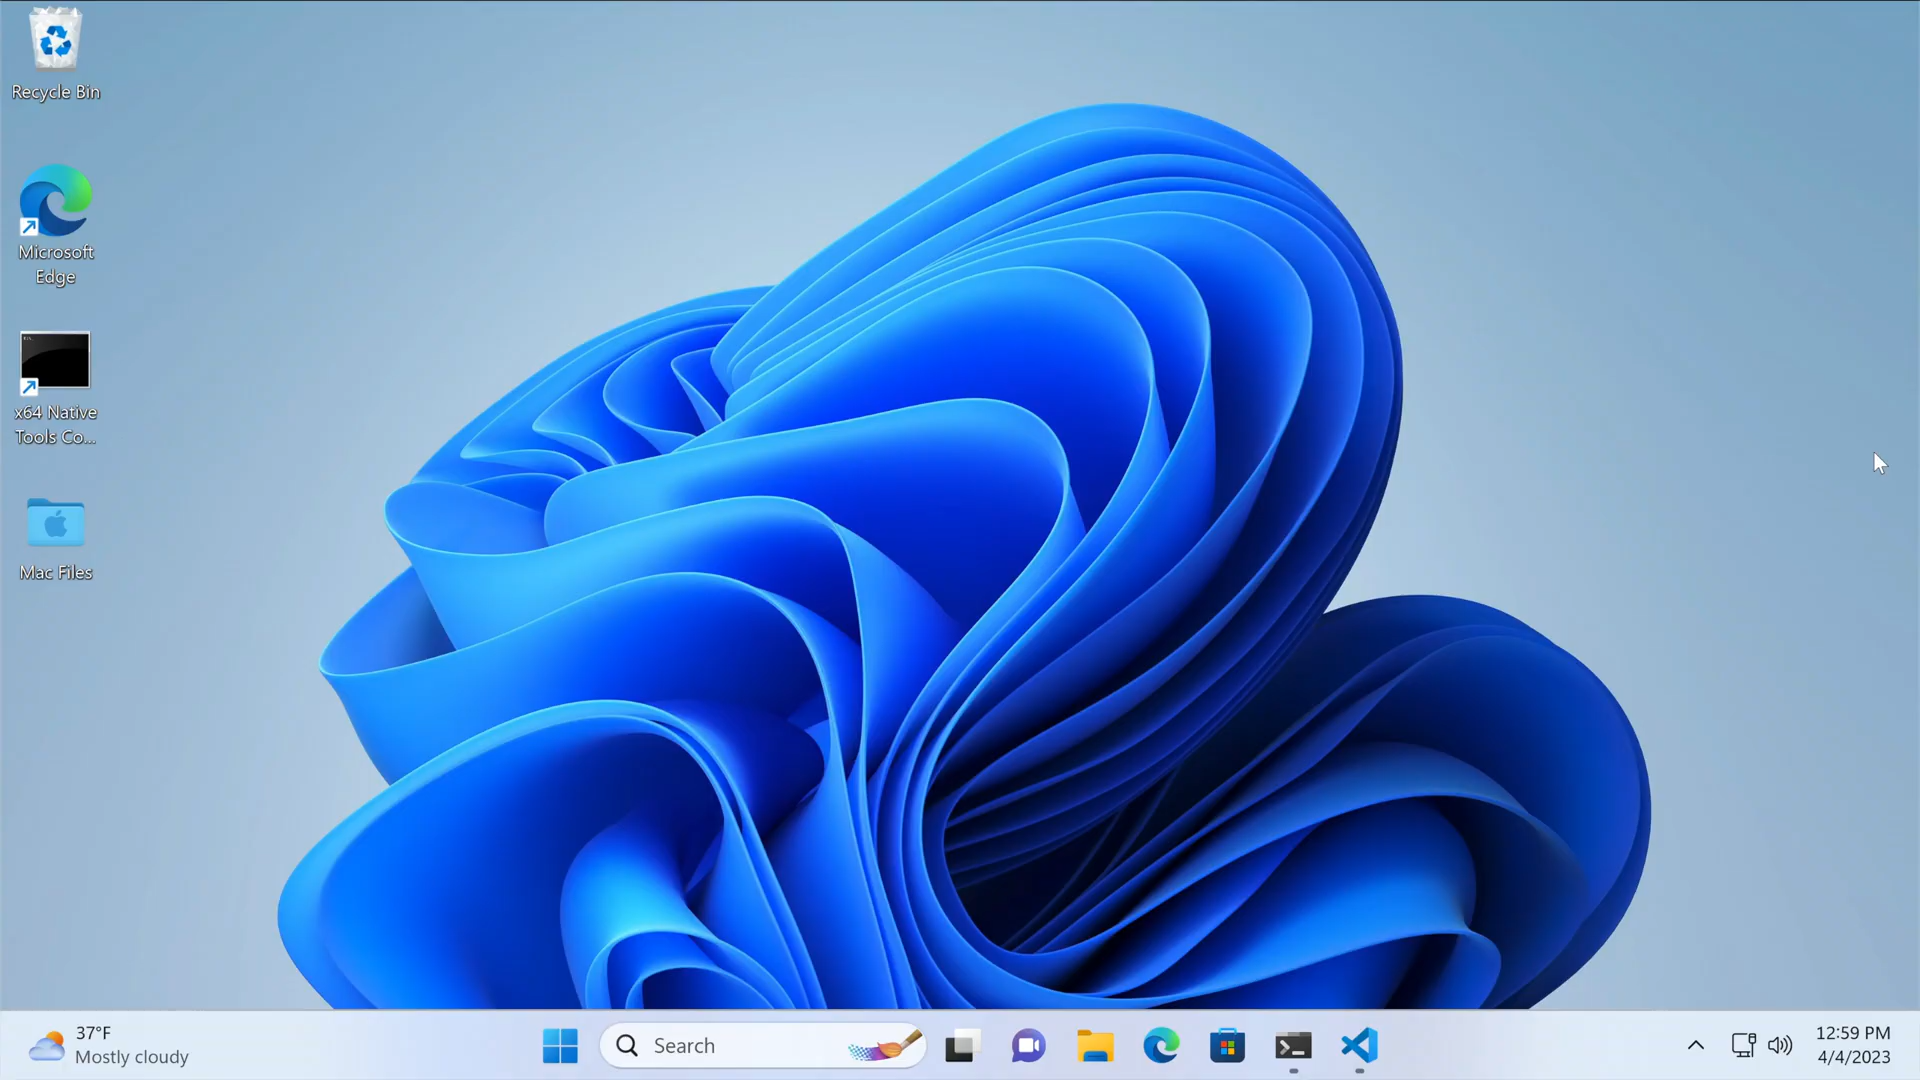 Recycle Bin
Microsoft
Edge
x64 Native
Tools Co...
Mac Files
37°F
Mostly cloudy
Search
12:59 PM
4/4/2023